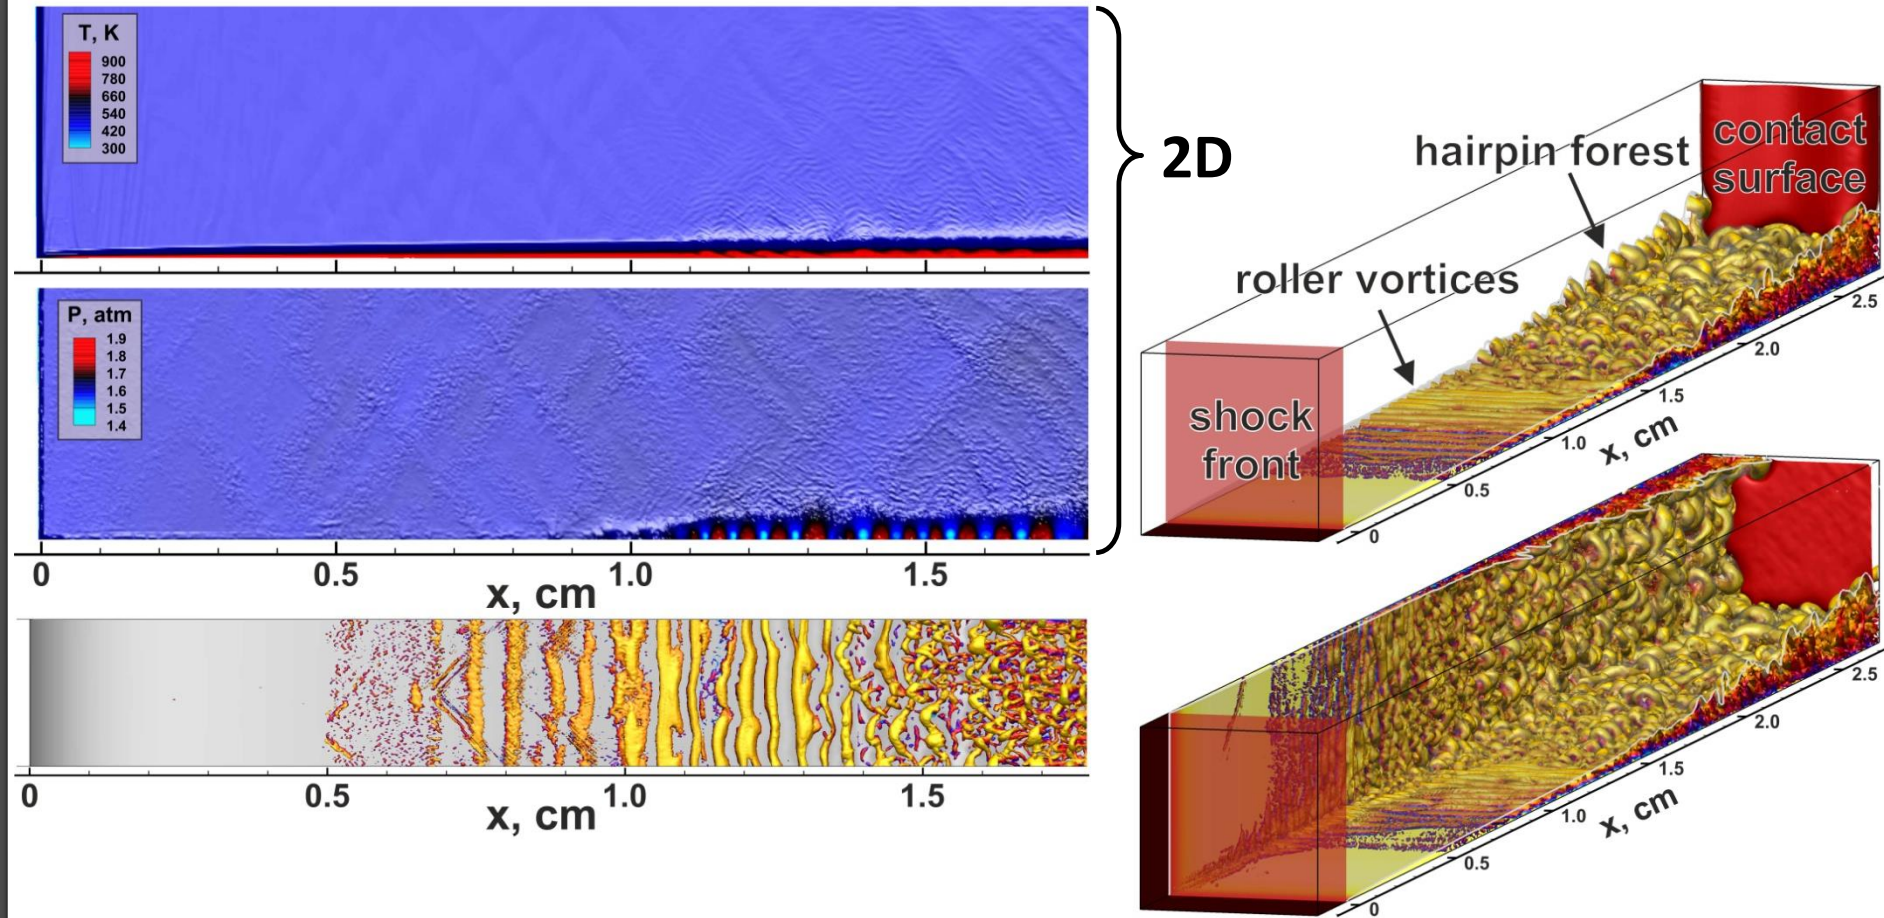 T, K
900
780
660
540
420
300
P, atm
1.9
1.8
1.7
1.6
1.5
1.4
0
0.5
1.0
1.5
x, cm
0
0.5
1.0
1.5
x, cm
2D
hairpin forest
contact
surface
roller vortices
shock
front
0
0.5
1.0
1.5
2.0
2.5
x, cm
0
0.5
1.0
1.5
2.0
2.5
x, cm